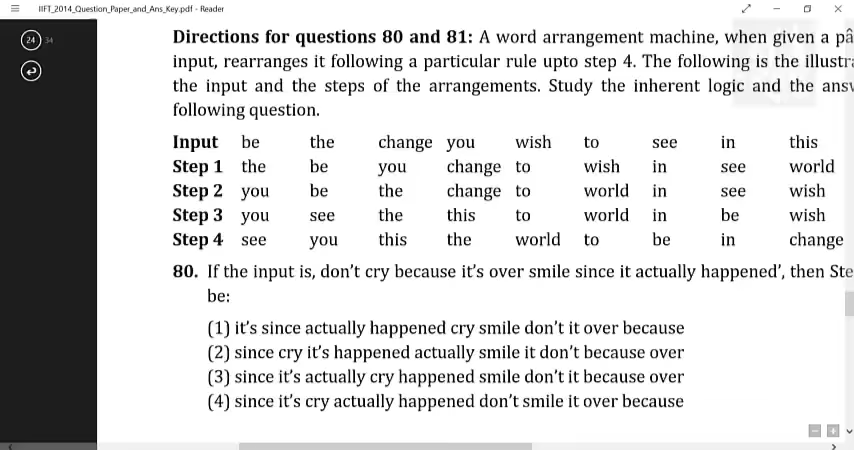 IIFT_2014_Question_Paper_and_Ans_Key.pdf - Reader
24 34
Directions for questions 80 and 81: A word arrangement machine, when given a
input, rearranges it following a particular rule upto step 4. The following is the
the input and the steps of the arrangements. Study the inherent logic and the
following question.
Input be the change you wish to see in this
Step 1 the be you change to wish in see world
Step 2 you be the change to world in see wish
Step 3 you see the this to world in be wish
Step 4 see you this the world to be in change
80. If the input is, don’t cry because it’s over smile since it actually happened’, then
be:
(1) it’s since actually happened cry smile don’t it over because
(2) since cry it’s happened actually smile it don’t because over
(3) since it’s actually cry happened smile don’t it because over
(4) since it’s cry actually happened don’t smile it over because